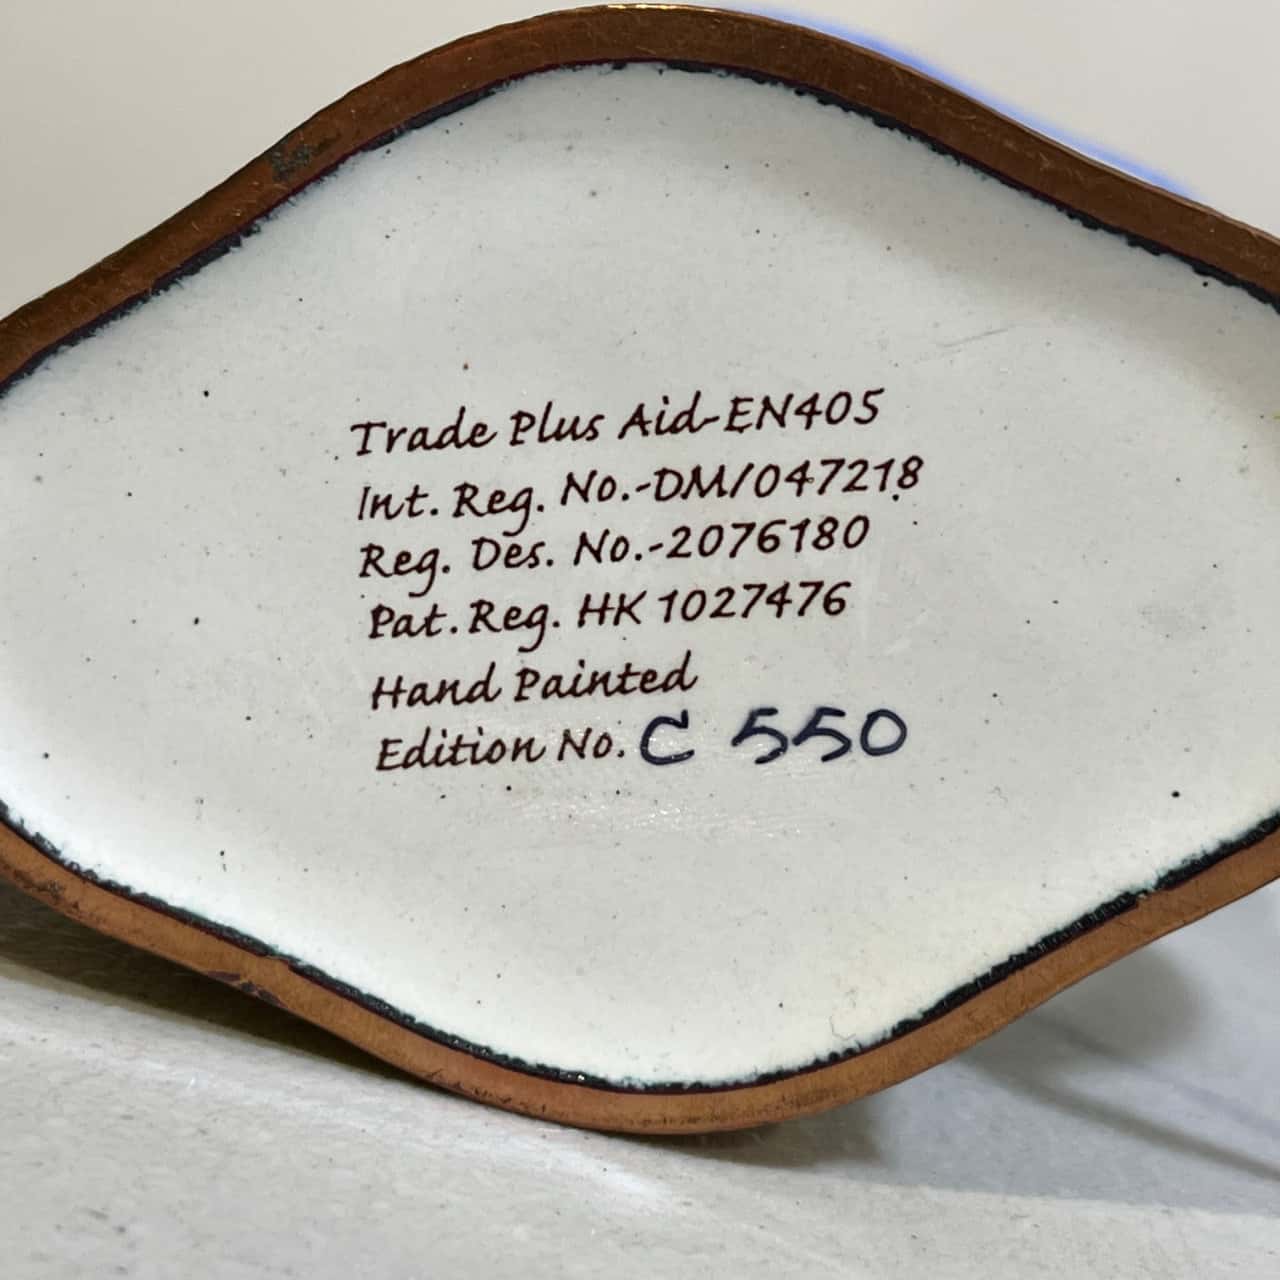 Trade Plus Aid-EN405
Int. Reg. No.-DM/047218
Reg. Des. No.-2076180
Pat. Reg. HK 1027476
Hand Painted
Edition No. C 550